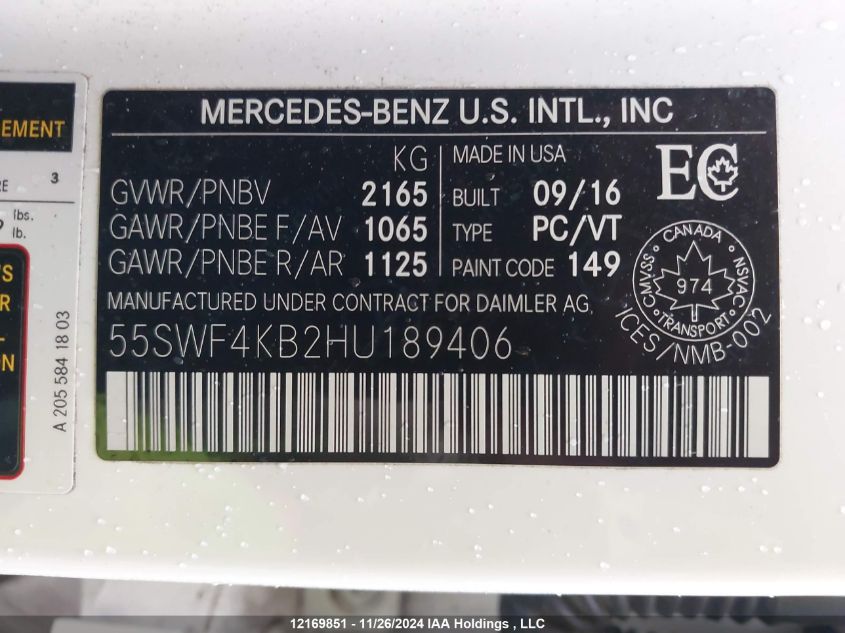 EMENT
RE 3
lbs.
lb.
'S
R
L-
ON
A 205 584 18 03
MERCEDES-BENZ U.S. INTL., INC
KG
GVWR/PNBV 2165
GAWR/PNBE F/AV 1065
GAWR/PNBE R/AR 1125
MADE IN USA
BUILT 09/16
TYPE PC/VT
PAINT CODE 149
EC
CANADA
CMVSS 974 NSVAC
TRANSPORT
ICES/NMB-002
MANUFACTURED UNDER CONTRACT FOR DAIMLER AG.
55SWF4KB2HU189406
12169851 - 11/26/2024 IAA Holdings , LLC